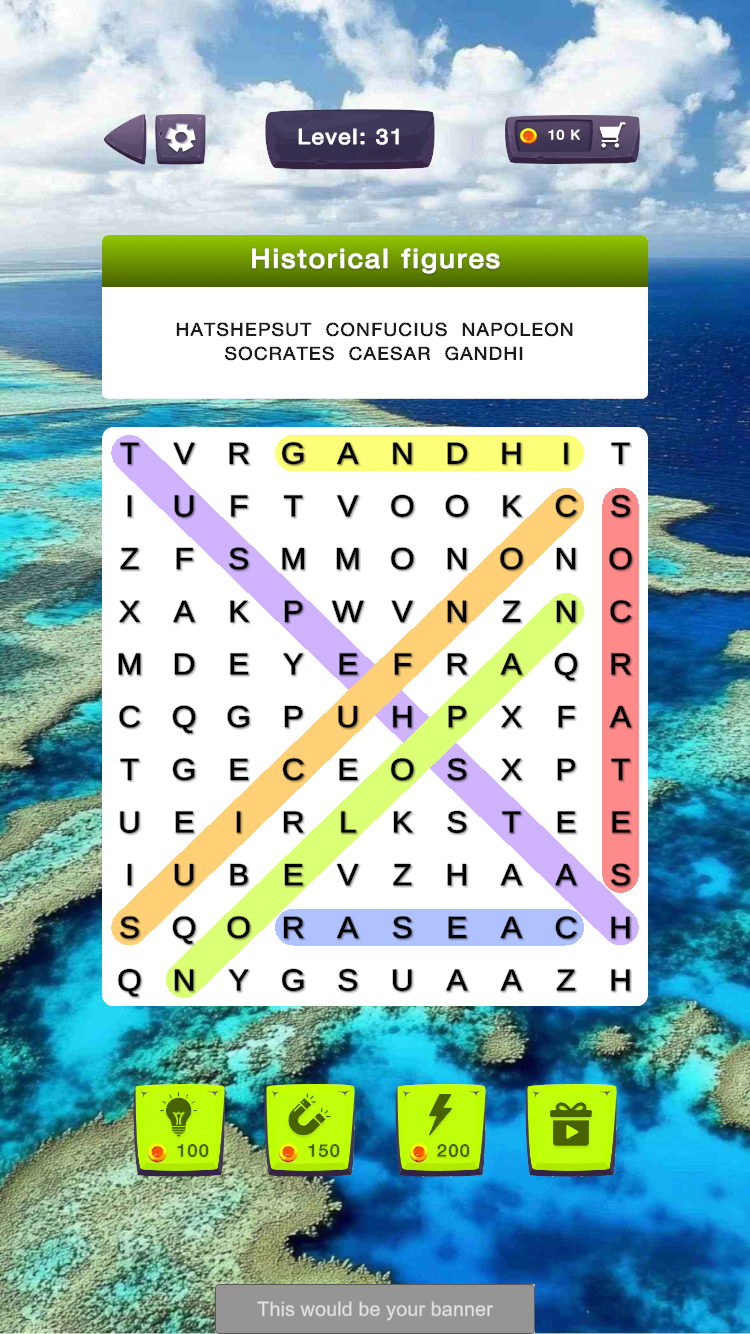 Level: 31
10 K
Historical figures
HATSHEPSUT CONFUCIUS NAPOLEON
SOCRATES CAESAR GANDHI
T V R G A N D H I T
I U F T V O O K C S
Z F S M M O N O N O
X A K P W V N Z N C
M D E Y E F R A Q R
C Q G P U H P X F A
T G E C E O S X P T
U E I R L K S T E E
I U B E V Z H A A S
S Q O R A S E A C H
Q N Y G S U A A Z H
100 150 200
This would be your banner